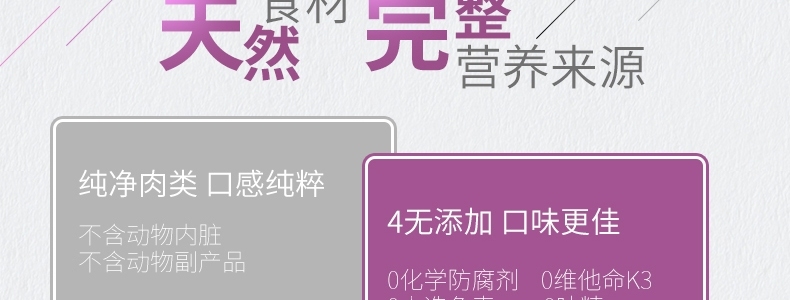 天然食材 完整营养来源
纯净肉类 口感纯粹
不含动物内脏
不含动物副产品
4无添加 口味更佳
0化学防腐剂 0维他命K3